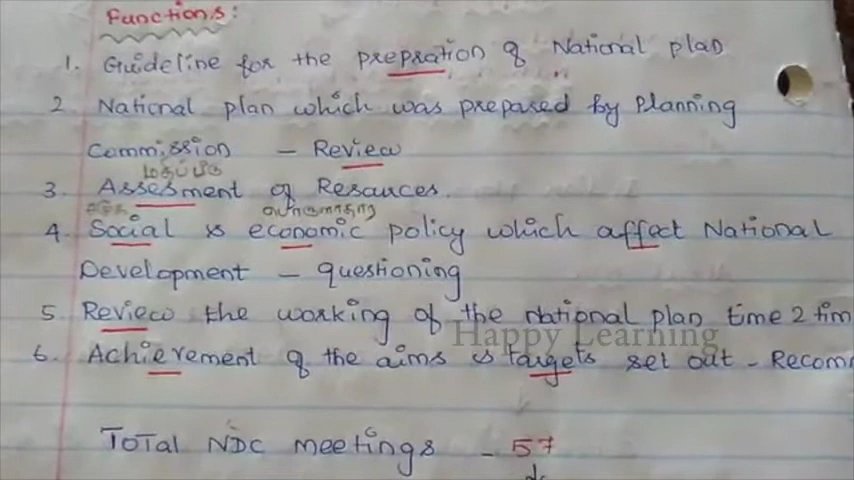 Functions:
1. Guideline for the prepration of National plan
2 National plan which was prepared by planning
Commission - Review
மதிப்பீடு
3. Assesment of Resources.
சமூக பொருளாதார
4. Social & economic policy which affect National
Development - questioning
5. Review the working of the national plan time 2 tim
Happy Learning
6. Achievement of the aims & targets set out - Recom
Total NDC meetings - 57